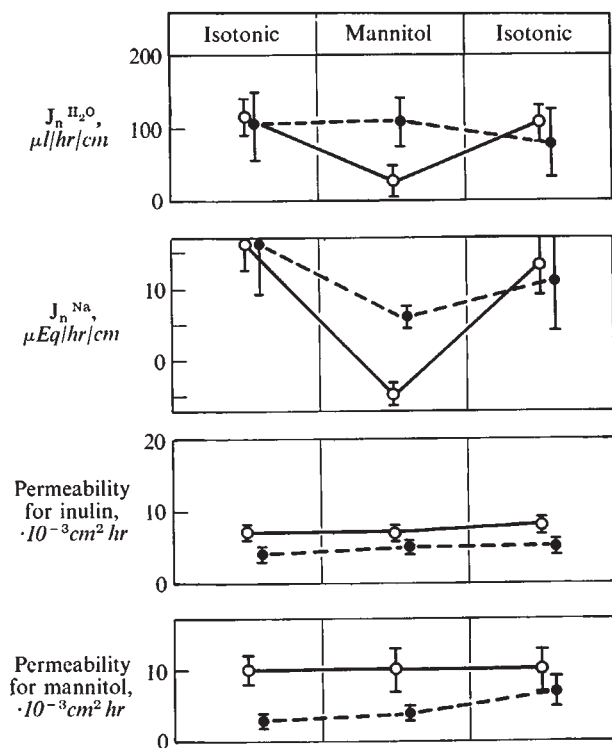 Isotonic Mannitol Isotonic
200
J_n^{H₂O},
μl/hr/cm
100
0
J_n^{Na},
μEq/hr/cm
10
0
20
Permeability
for inulin,
·10⁻³cm² hr
10
0
Permeability
for mannitol,
·10⁻³cm² hr
10
0